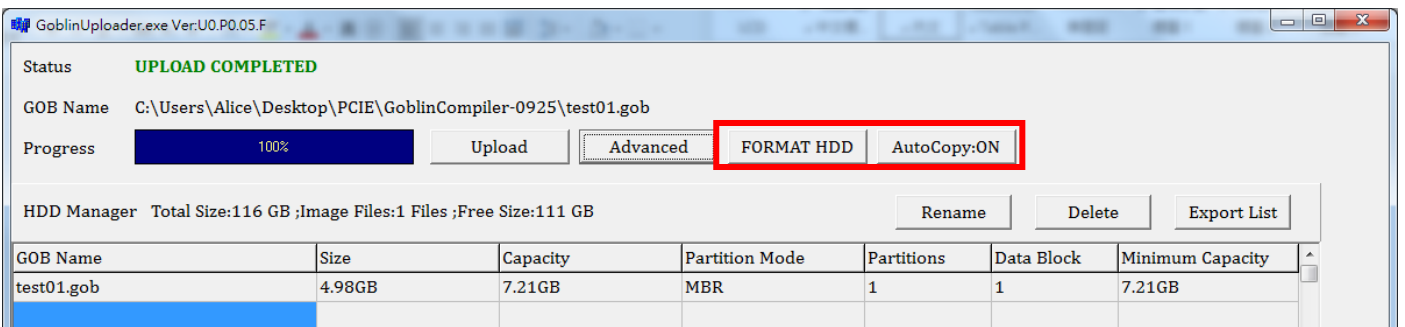 GoblinUploader.exe Ver:U0.P0.05.F
Status UPLOAD COMPLETED
GOB Name C:\Users\Alice\Desktop\PCIE\GoblinCompiler-0925\test01.gob
Progress 100% Upload Advanced FORMAT HDD AutoCopy:ON
HDD Manager Total Size:116 GB ;Image Files:1 Files ;Free Size:111 GB Rename Delete Export List
GOB Name Size Capacity Partition Mode Partitions Data Block Minimum Capacity
test01.gob 4.98GB 7.21GB MBR 1 1 7.21GB